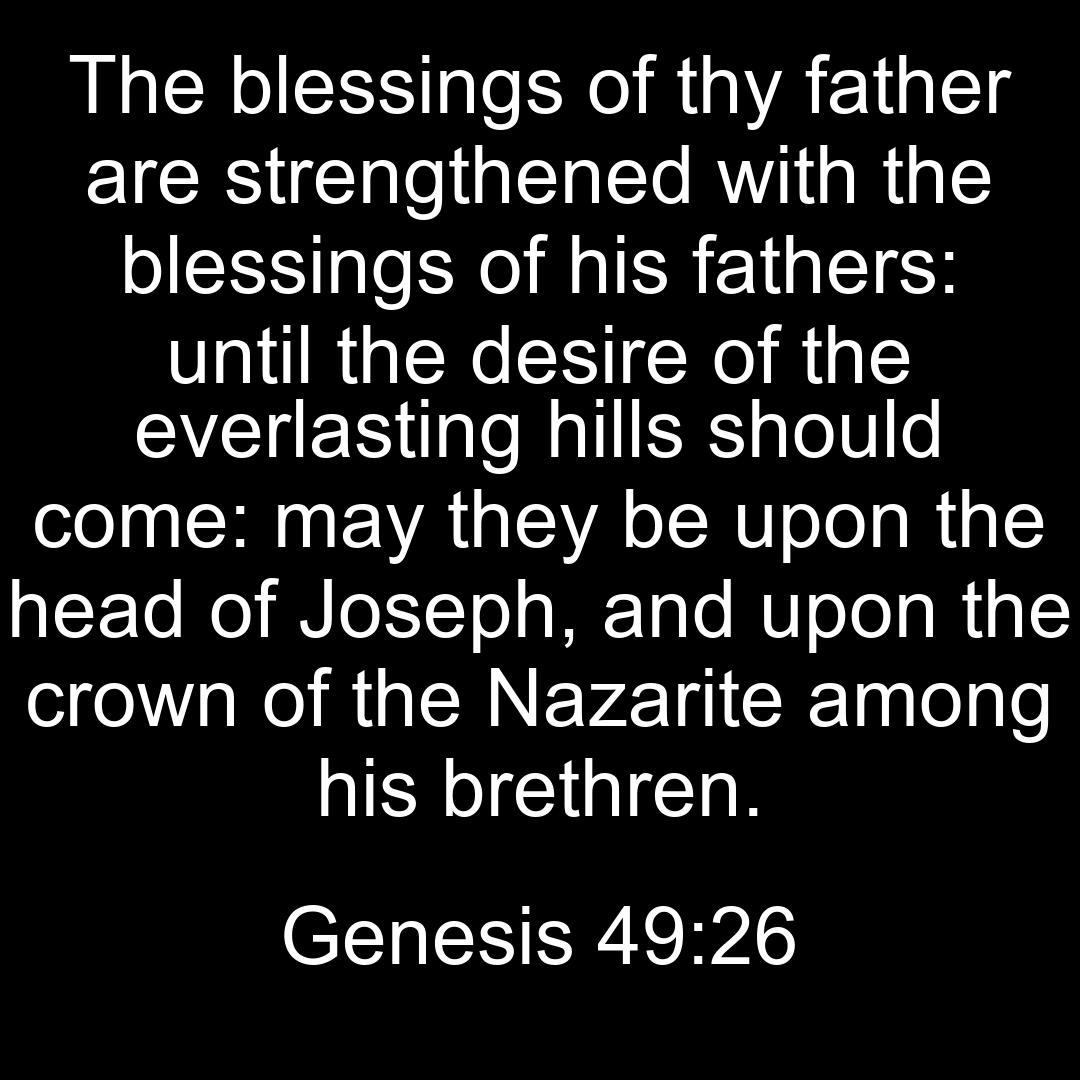 The blessings of thy father
are strengthened with the
blessings of his fathers:
until the desire of the
everlasting hills should
come: may they be upon the
head of Joseph, and upon the
crown of the Nazarite among
his brethren.
Genesis 49:26